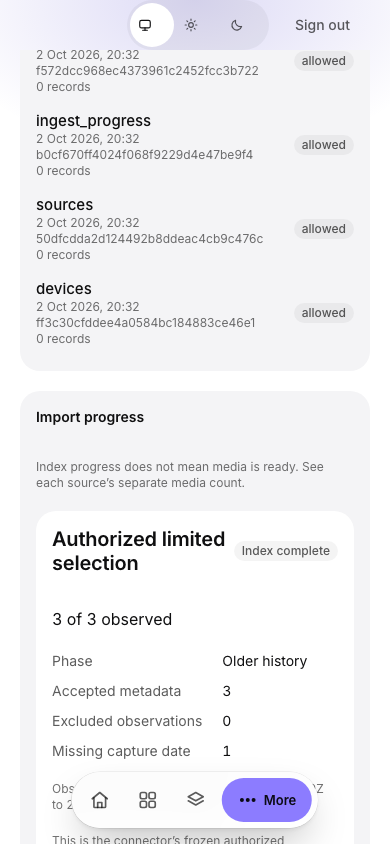 Sign out
2 Oct 2026, 20:32
f572dcc968ec4373961c2452fcc3b722
0 records
allowed
ingest_progress
2 Oct 2026, 20:32
b0cf670ff4024f068f9229d4e47be9f4
0 records
allowed
sources
2 Oct 2026, 20:32
50dfcdda2d124492b8ddeac4cb9c476c
0 records
allowed
devices
2 Oct 2026, 20:32
ff3c30cfddee4a0584bc184883ce46e1
0 records
allowed
Import progress
Index progress does not mean media is ready. See
each source’s separate media count.
Authorized limited
selection
Index complete
3 of 3 observed
Phase Older history
Accepted metadata 3
Excluded observations 0
Missing capture date 1
More
This is the connector’s frozen authorized